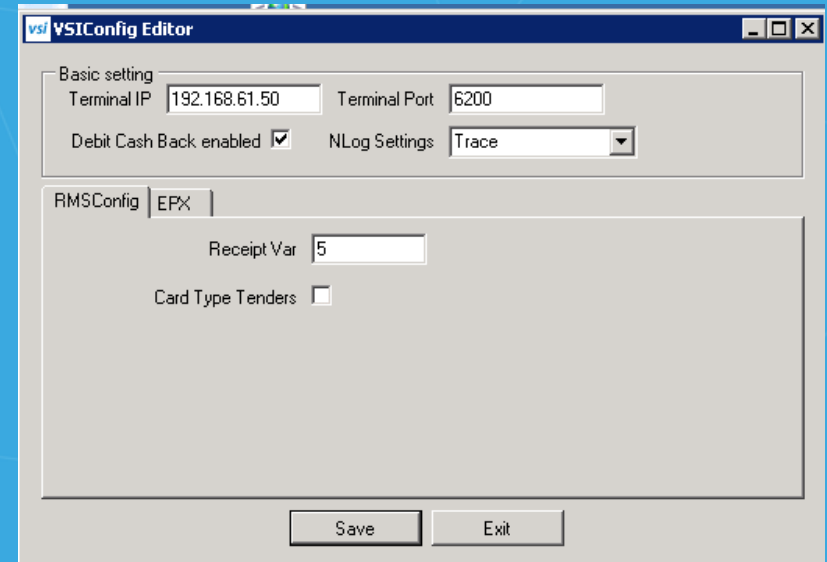 vsi VSIConfig Editor
Basic setting
Terminal IP 192.168.61.50 Terminal Port 6200
Debit Cash Back enabled NLog Settings Trace
RMSConfig EPX
Receipt Var 5
Card Type Tenders
Save Exit